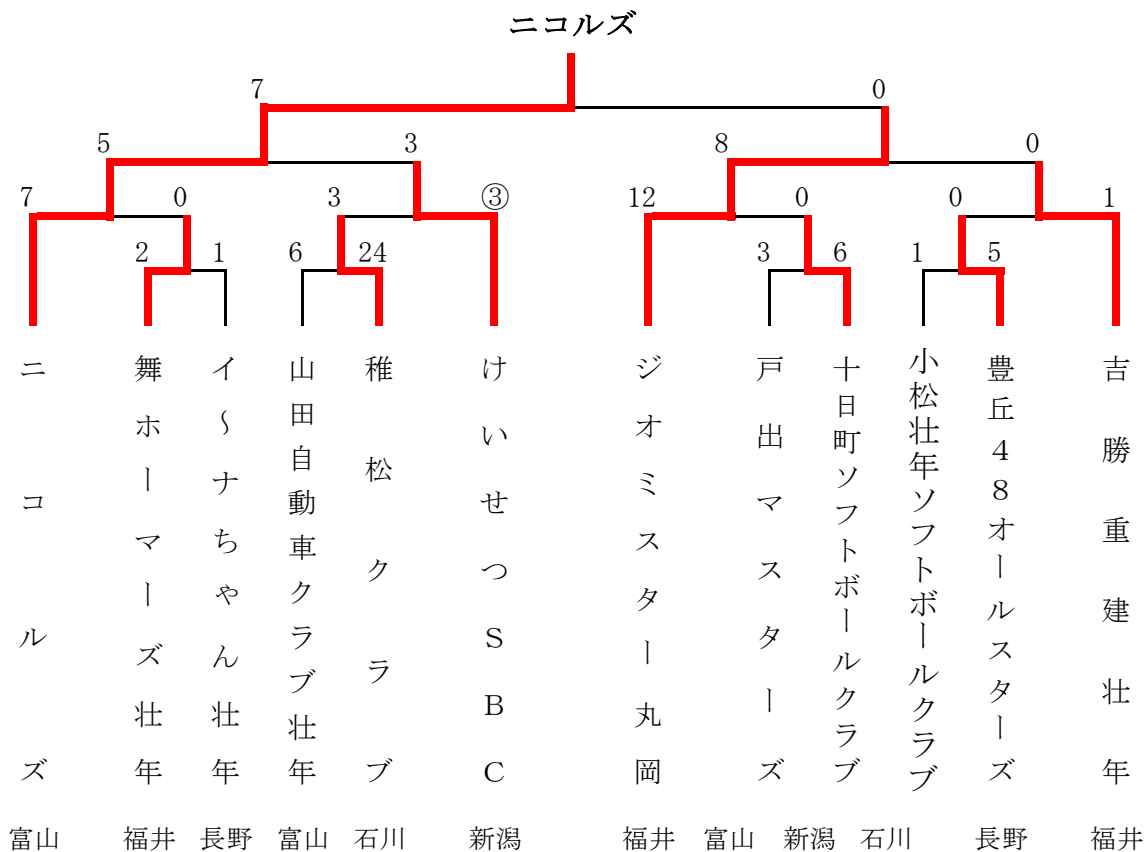 ニコルズ
7 0
5 3 8 0
7 0 3 ③ 12 0 0 1
2 1 6 24 3 6 1 5
ニコルズ
舞ホーマーズ壮年
イ～ナちゃん壮年
山田自動車クラブ壮年
稚松クラブ
けいせつSBC
ジオミスター丸岡
戸出マスターズ
十日町ソフトボールクラブ
小松壮年ソフトボールクラブ
豊丘48オールスターズ
吉勝重建壮年
富山 福井 長野 富山 石川 新潟 福井 富山 新潟 石川 長野 福井